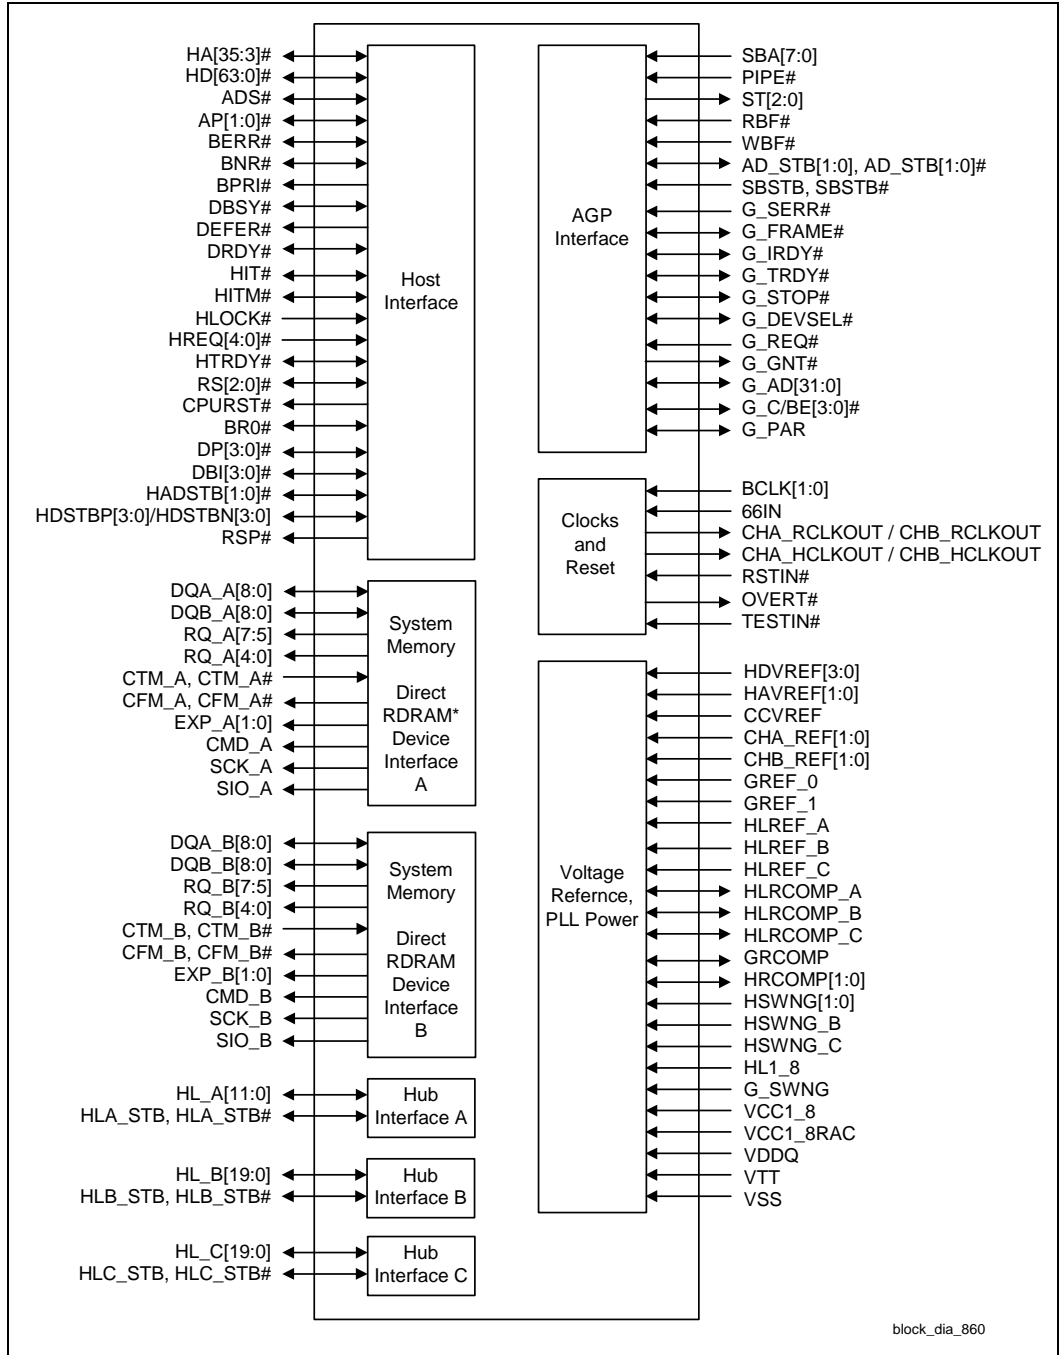 HA[35:3]#
HD[63:0]#
ADS#
AP[1:0]#
BERR#
BNR#
BPRI#
DBSY#
DEFER#
DRDY#
HIT#
HITM#
HLOCK#
HREQ[4:0]#
HTRDY#
RS[2:0]#
CPURST#
BR0#
DP[3:0]#
DBI[3:0]#
HADSTB[1:0]#
HDSTBP[3:0]/HDSTBN[3:0]
RSP#
Host
Interface
DQA_A[8:0]
DQB_A[8:0]
RQ_A[7:5]
RQ_A[4:0]
CTM_A, CTM_A#
CFM_A, CFM_A#
EXP_A[1:0]
CMD_A
SCK_A
SIO_A
System
Memory
Direct
RDRAM*
Device
Interface
A
DQA_B[8:0]
DQB_B[8:0]
RQ_B[7:5]
RQ_B[4:0]
CTM_B, CTM_B#
CFM_B, CFM_B#
EXP_B[1:0]
CMD_B
SCK_B
SIO_B
System
Memory
Direct
RDRAM
Device
Interface
B
HL_A[11:0]
HLA_STB, HLA_STB#
Hub
Interface A
HL_B[19:0]
HLB_STB, HLB_STB#
Hub
Interface B
HL_C[19:0]
HLC_STB, HLC_STB#
Hub
Interface C
AGP
Interface
SBA[7:0]
PIPE#
ST[2:0]
RBF#
WBF#
AD_STB[1:0], AD_STB[1:0]#
SBSTB, SBSTB#
G_SERR#
G_FRAME#
G_IRDY#
G_TRDY#
G_STOP#
G_DEVSEL#
G_REQ#
G_GNT#
G_AD[31:0]
G_C/BE[3:0]#
G_PAR
Clocks
and
Reset
BCLK[1:0]
66IN
CHA_RCLKOUT / CHB_RCLKOUT
CHA_HCLKOUT / CHB_HCLKOUT
RSTIN#
OVERT#
TESTIN#
Voltage
Refernce,
PLL Power
HDVREF[3:0]
HAVREF[1:0]
CCVREF
CHA_REF[1:0]
CHB_REF[1:0]
GREF_0
GREF_1
HLREF_A
HLREF_B
HLREF_C
HLRCOMP_A
HLRCOMP_B
HLRCOMP_C
GRCOMP
HRCOMP[1:0]
HSWNG[1:0]
HSWNG_B
HSWNG_C
HL1_8
G_SWNG
VCC1_8
VCC1_8RAC
VDDQ
VTT
VSS
block_dia_860